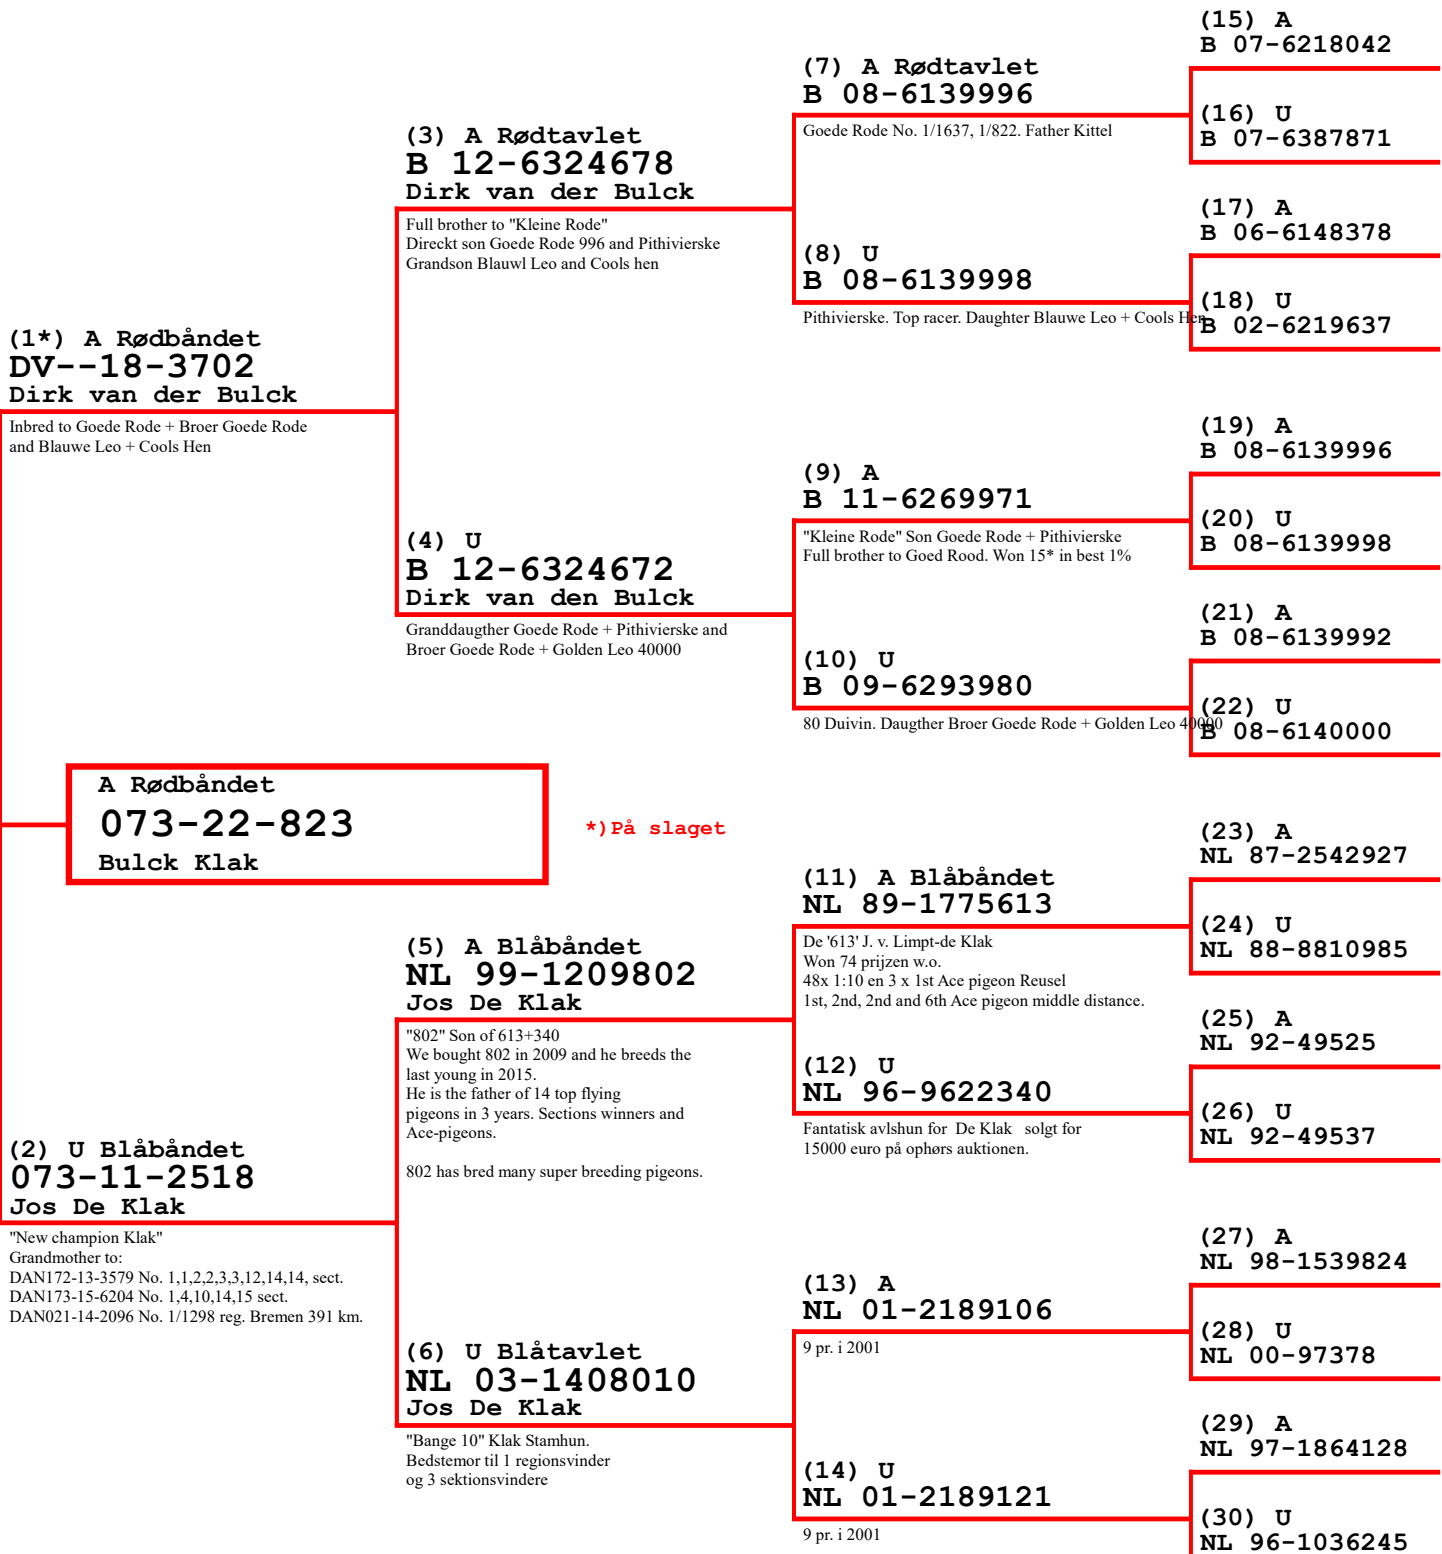 (1*) A Rødbåndet
DV--18-3702
Dirk van der Bulck
Inbred to Goede Rode + Broer Goede Rode
and Blauwe Leo + Cools Hen
A Rødbåndet
073-22-823
Bulck Klak
*)På slaget
(2) U Blåbåndet
073-11-2518
Jos De Klak
"New champion Klak"
Grandmother to:
DAN172-13-3579 No. 1,1,2,2,3,3,12,14,14, sect.
DAN173-15-6204 No. 1,4,10,14,15 sect.
DAN021-14-2096 No. 1/1298 reg. Bremen 391 km.
(3) A Rødtavlet
B 12-6324678
Dirk van der Bulck
Full brother to "Kleine Rode"
Direckt son Goede Rode 996 and Pithivierske
Grandson Blauwl Leo and Cools hen
(4) U
B 12-6324672
Dirk van den Bulck
Granddaugther Goede Rode + Pithivierske and
Broer Goede Rode + Golden Leo 40000
(5) A Blåbåndet
NL 99-1209802
Jos De Klak
"802" Son of 613+340
We bought 802 in 2009 and he breeds the
last young in 2015.
He is the father of 14 top flying
pigeons in 3 years. Sections winners and
Ace-pigeons.
802 has bred many super breeding pigeons.
(6) U Blåtavlet
NL 03-1408010
Jos De Klak
"Bange 10" Klak Stamhun.
Bedstemor til 1 regionsvinder
og 3 sektionsvindere
(7) A Rødtavlet
B 08-6139996
Goede Rode No. 1/1637, 1/822. Father Kittel
(8) U
B 08-6139998
Pithivierske. Top racer. Daughter Blauwe Leo + Cools Hen
(9) A
B 11-6269971
"Kleine Rode" Son Goede Rode + Pithivierske
Full brother to Goed Rood. Won 15* in best 1%
(10) U
B 09-6293980
80 Duivin. Daugther Broer Goede Rode + Golden Leo 40000
(11) A Blåbåndet
NL 89-1775613
De '613' J. v. Limpt-de Klak
Won 74 prijzen w.o.
48x 1:10 en 3 x 1st Ace pigeon Reusel
1st, 2nd, 2nd and 6th Ace pigeon middle distance.
(12) U
NL 96-9622340
Fantatisk avlshun for De Klak solgt for
15000 euro på ophørs auktionen.
(13) A
NL 01-2189106
9 pr. i 2001
(14) U
NL 01-2189121
9 pr. i 2001
(15) A
B 07-6218042
(16) U
B 07-6387871
(17) A
B 06-6148378
(18) U
B 02-6219637
(19) A
B 08-6139996
(20) U
B 08-6139998
(21) A
B 08-6139992
(22) U
B 08-6140000
(23) A
NL 87-2542927
(24) U
NL 88-8810985
(25) A
NL 92-49525
(26) U
NL 92-49537
(27) A
NL 98-1539824
(28) U
NL 00-97378
(29) A
NL 97-1864128
(30) U
NL 96-1036245